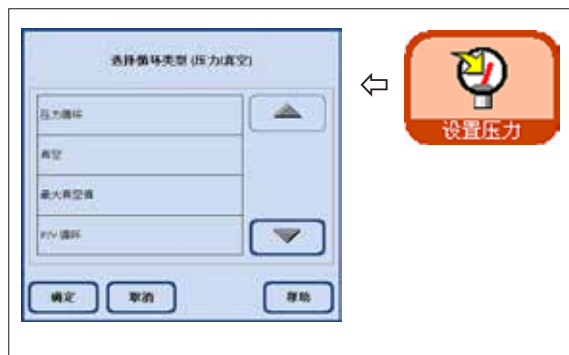 选择循环类型 (压力/真空)
压力循环
真空
最大真空值
P/V 循环
确定
取消
帮助
设置压力